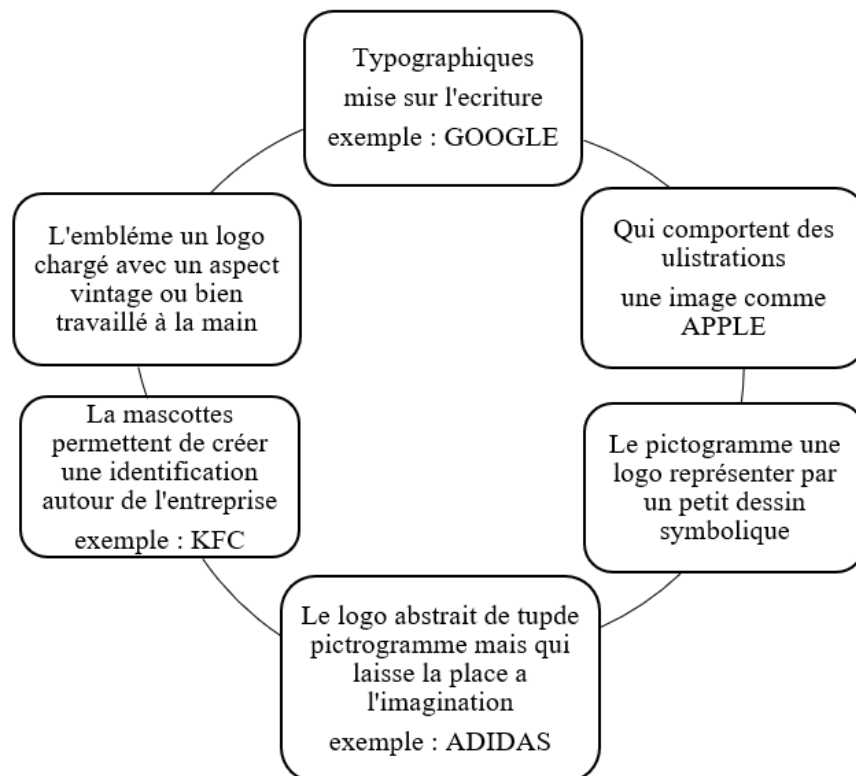 Typographiques
mise sur l'ecriture
exemple : GOOGLE
Qui comportent des
ulistrations
une image comme
APPLE
Le pictogramme une
logo représenter par
un petit dessin
symbolique
Le logo abstrait de tupde
pictrogramme mais qui
laisse la place a
l'imagination
exemple : ADIDAS
La mascottes
permettent de créer
une identification
autour de l'entreprise
exemple : KFC
L'embléme un logo
chargé avec un aspect
vintage ou bien
travaillé à la main